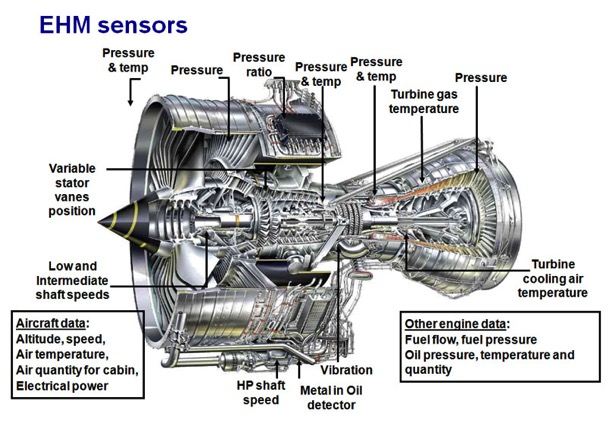 EHM sensors
Pressure
& temp
Pressure
Pressure
ratio
Pressure
& temp
Pressure
& temp
Pressure
Turbine gas
temperature
Variable
stator
vanes
position
Low and
Intermediate
shaft speeds
Turbine
cooling air
temperature
Aircraft data:
Altitude, speed,
Air temperature,
Air quantity for cabin,
Electrical power
Other engine data:
Fuel flow, fuel pressure
Oil pressure, temperature and
quantity
Vibration
HP shaft
speed
Metal in Oil
detector